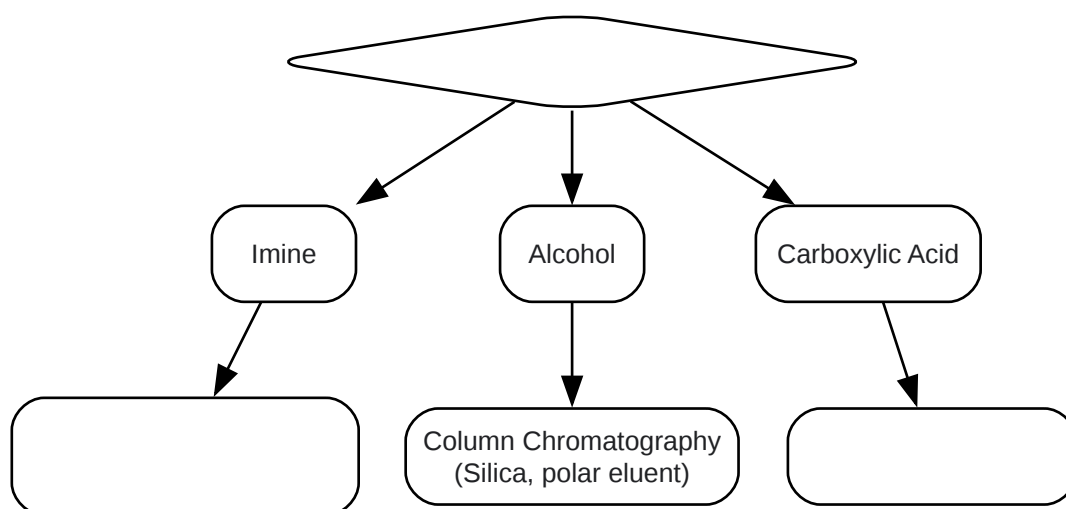 Imine
Alcohol
Carboxylic Acid
Column Chromatography
(Silica, polar eluent)